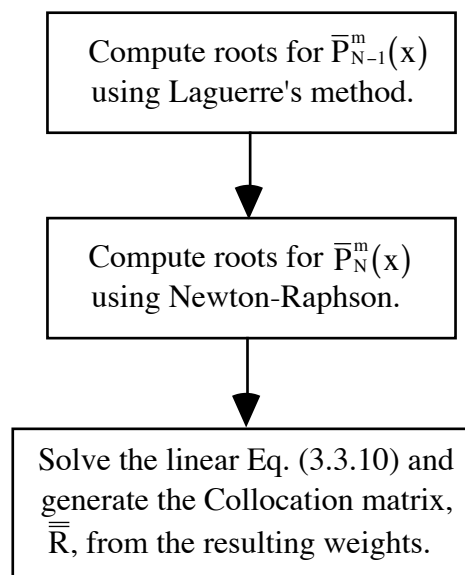 Compute roots for P̅ᵐ_N−1(x)
using Laguerre's method.
Compute roots for P̅ᵐ_N(x)
using Newton-Raphson.
Solve the linear Eq. (3.3.10) and
generate the Collocation matrix,
R̿, from the resulting weights.